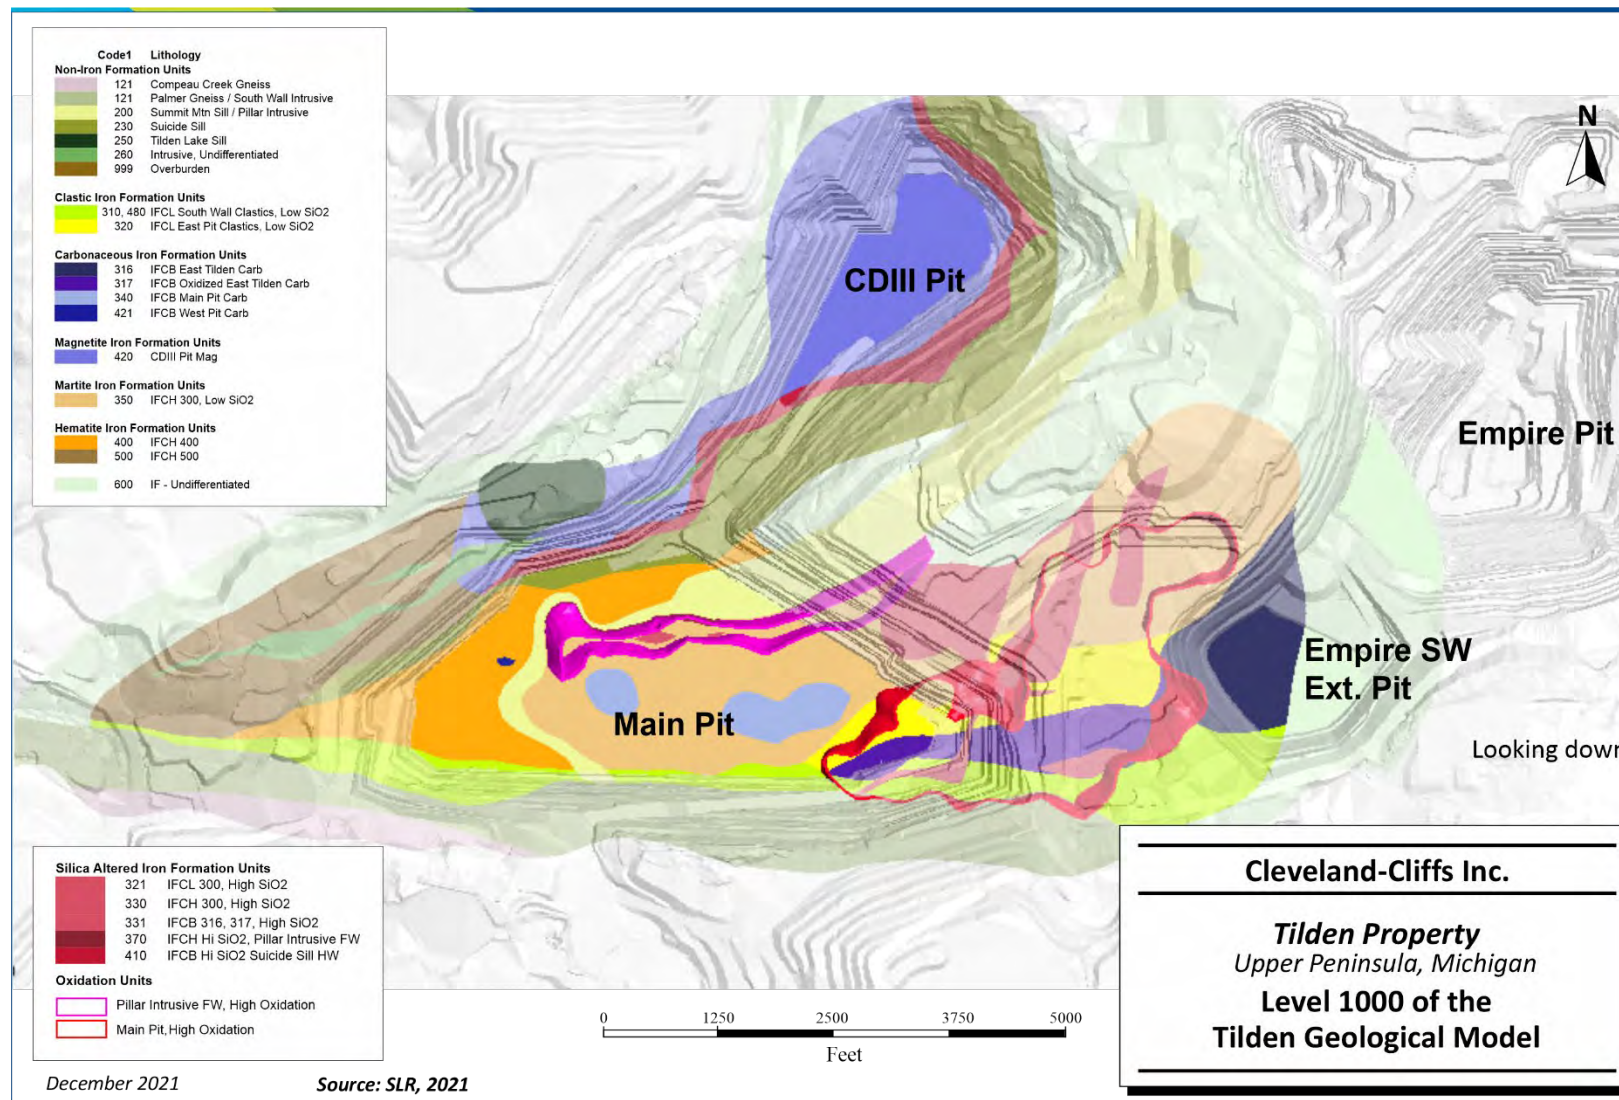 Code1 Lithology
Non-Iron Formation Units
121 Compeau Creek Gneiss
121 Palmer Gneiss / South Wall Intrusive
200 Summit Mtn Sill / Pillar Intrusive
230 Suicide Sill
250 Tilden Lake Sill
260 Intrusive, Undifferentiated
999 Overburden
Clastic Iron Formation Units
310, 480 IFCL South Wall Clastics, Low SiO2
320 IFCL East Pit Clastics, Low SiO2
Carbonaceous Iron Formation Units
316 IFCB East Tilden Carb
317 IFCB Oxidized East Tilden Carb
340 IFCB Main Pit Carb
421 IFCB West Pit Carb
Magnetite Iron Formation Units
420 CDIII Pit Mag
Martite Iron Formation Units
350 IFCH 300, Low SiO2
Hematite Iron Formation Units
400 IFCH 400
500 IFCH 500
600 IF - Undifferentiated
N
CDIII Pit
Empire Pit
Empire SW
Ext. Pit
Main Pit
Looking down
Silica Altered Iron Formation Units
321 IFCL 300, High SiO2
330 IFCH 300, High SiO2
331 IFCB 316, 317, High SiO2
370 IFCH Hi SiO2, Pillar Intrusive FW
410 IFCB Hi SiO2 Suicide Sill HW
Oxidation Units
Pillar Intrusive FW, High Oxidation
Main Pit, High Oxidation
0 1250 2500 3750 5000
Feet
Cleveland-Cliffs Inc.
Tilden Property
Upper Peninsula, Michigan
Level 1000 of the
Tilden Geological Model
December 2021
Source: SLR, 2021